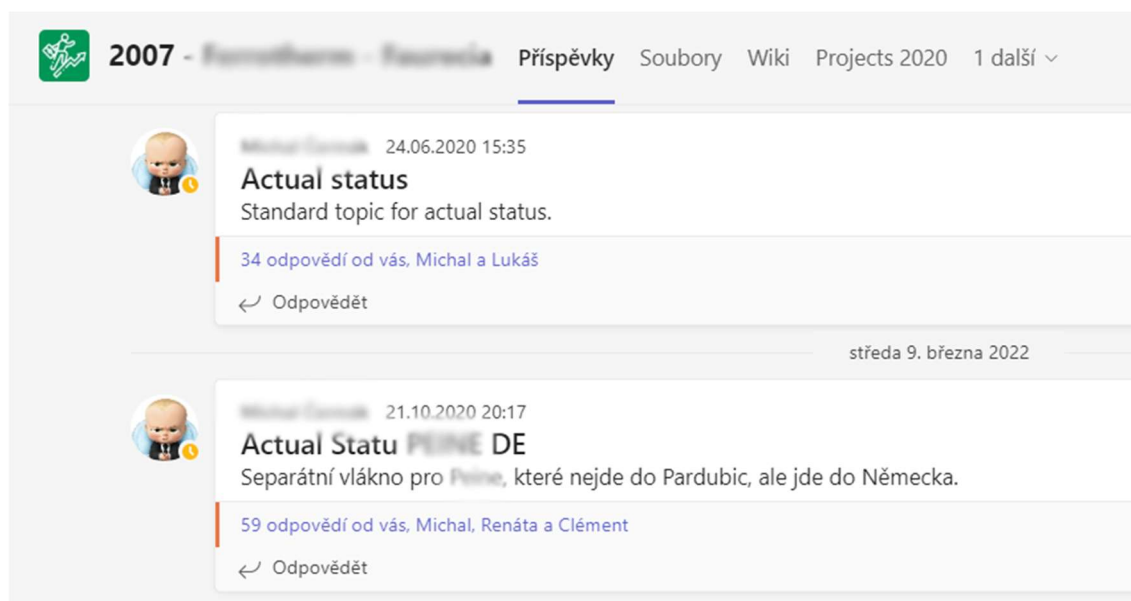 2007 - Příspěvky Soubory Wiki Projects 2020 1 další
24.06.2020 15:35
Actual status
Standard topic for actual status.
34 odpovědí od vás, Michal a Lukáš
Odpovědět
středa 9. března 2022
21.10.2020 20:17
Actual Statu DE
Separátní vlákno pro , které nejde do Pardubic, ale jde do Německa.
59 odpovědí od vás, Michal, Renáta a Clément
Odpovědět